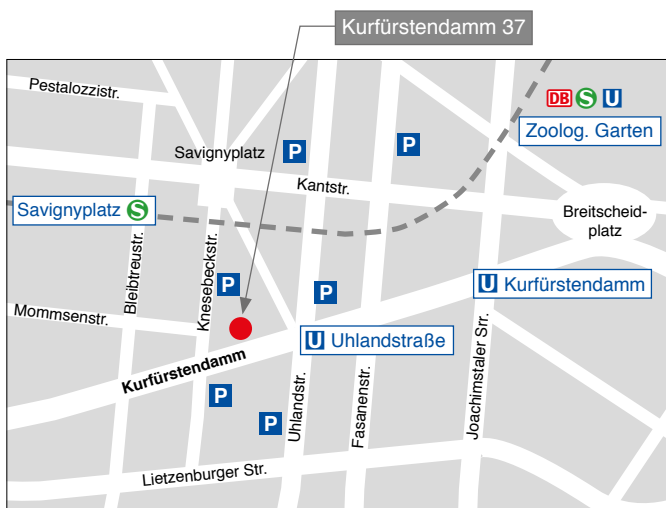 Kurfürstendamm 37
Pestalozzistr.
DB S U
Zoolog. Garten
P
P
Savignyplatz
Kantstr.
Savignyplatz S
Breitscheid-
platz
Bleibtreustr.
Knesebeckstr.
P
P
U Kurfürstendamm
Mommsenstr.
U Uhlandstraße
Kurfürstendamm
Uhlandstr.
Fasanenstr.
Joachimstaler Srr.
P
P
Lietzenburger Str.